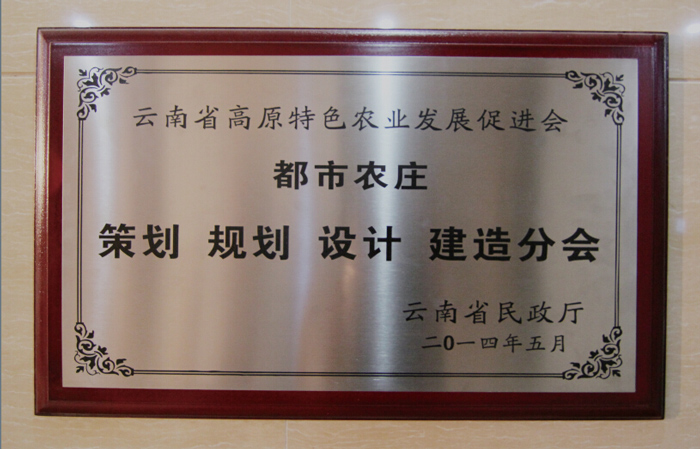 云南省高原特色农业发展促进会
都市农庄
策划 规划 设计 建造分会
云南省民政厅
二0一四年五月